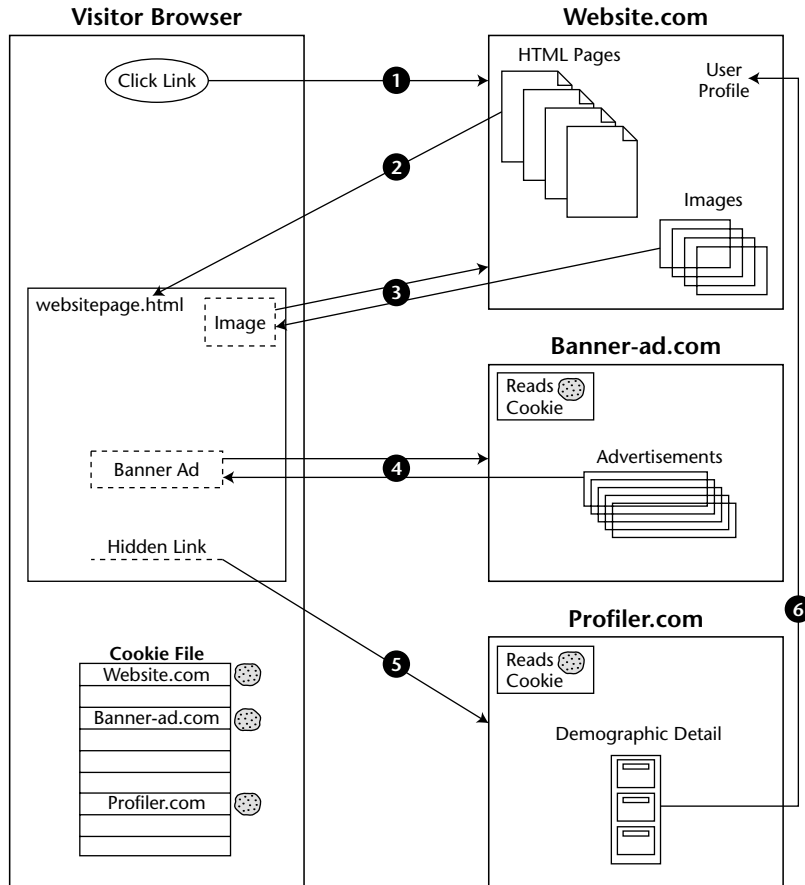 Visitor Browser
Website.com
Click Link
1
HTML Pages
User
Profile
2
Images
websitepage.html
Image
3
Banner-ad.com
Reads
Cookie
Banner Ad
4
Advertisements
Hidden Link
Profiler.com
6
Cookie File
Website.com
Banner-ad.com
Profiler.com
5
Reads
Cookie
Demographic Detail